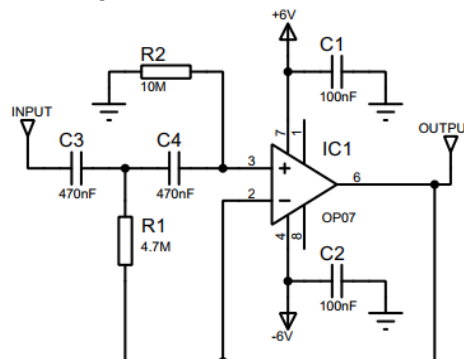 +6V
C1
100nF
R2
10M
INPUT
C3
470nF
C4
470nF
7
1
IC1
OUTPUT
3
+
2
−
6
OP07
R1
4.7M
4
8
C2
100nF
-6V